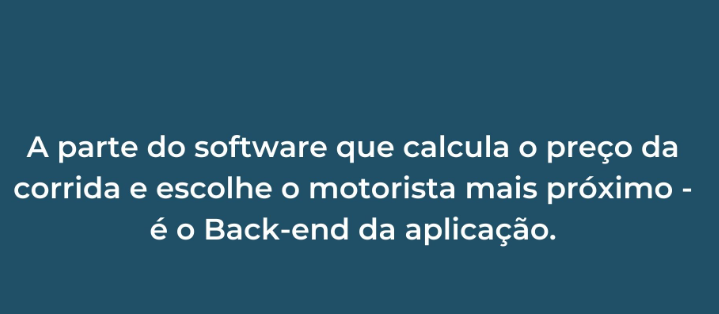 A parte do software que calcula o preço da
corrida e escolhe o motorista mais próximo -
é o Back-end da aplicação.